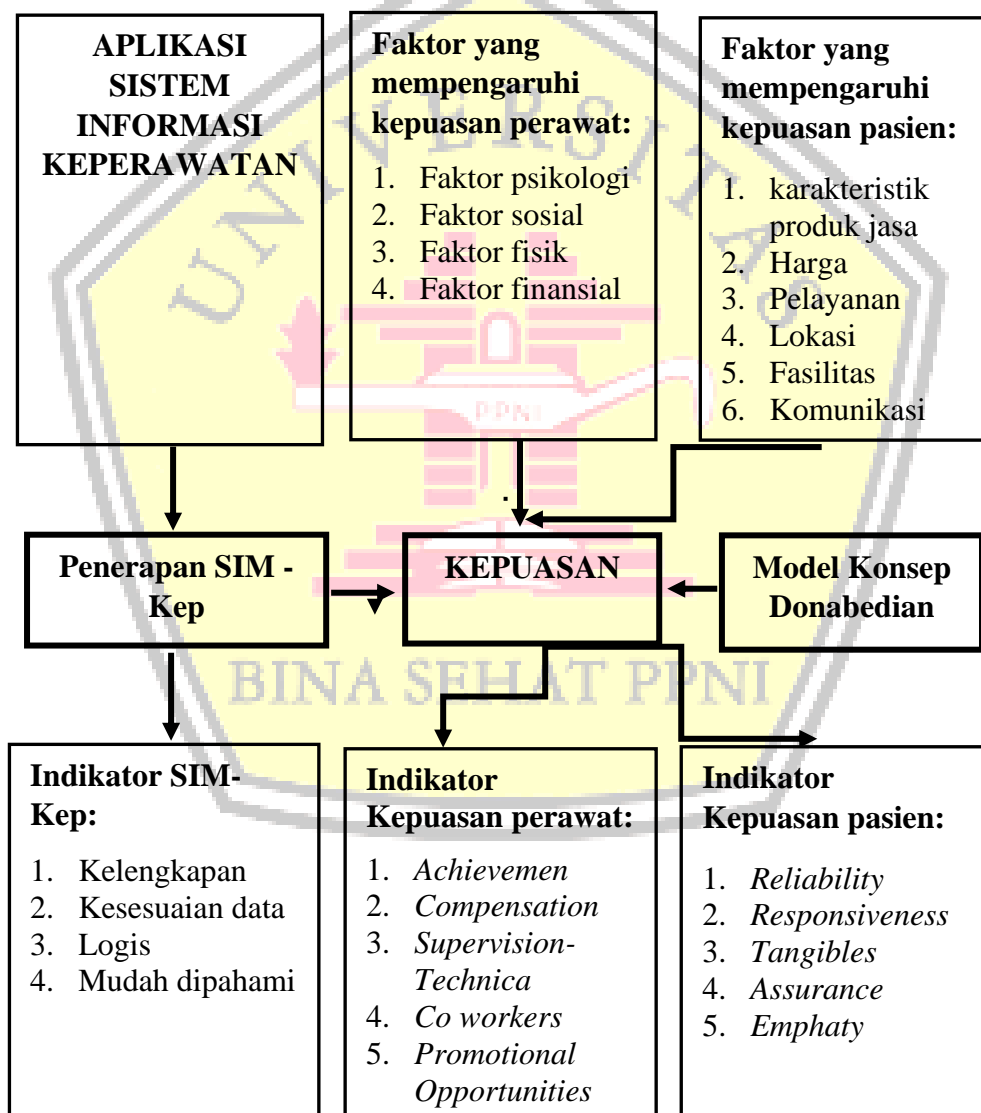 APLIKASI
SISTEM
INFORMASI
KEPERAWATAN
Faktor yang
mempengaruhi
kepuasan perawat:
1. Faktor psikologi
2. Faktor sosial
3. Faktor fisik
4. Faktor finansial
Faktor yang
mempengaruhi
kepuasan pasien:
1. karakteristik
produk jasa
2. Harga
3. Pelayanan
4. Lokasi
5. Fasilitas
6. Komunikasi
UNIVERSITAS
PPNI
.
Penerapan SIM -
Kep
KEPUASAN
Model Konsep
Donabedian
BINA SEHAT PPNI
Indikator SIM-
Kep:
1. Kelengkapan
2. Kesesuaian data
3. Logis
4. Mudah dipahami
Indikator
Kepuasan perawat:
1. Achievemen
2. Compensation
3. Supervision-
Technica
4. Co workers
5. Promotional
Opportunities
Indikator
Kepuasan pasien:
1. Reliability
2. Responsiveness
3. Tangibles
4. Assurance
5. Emphaty